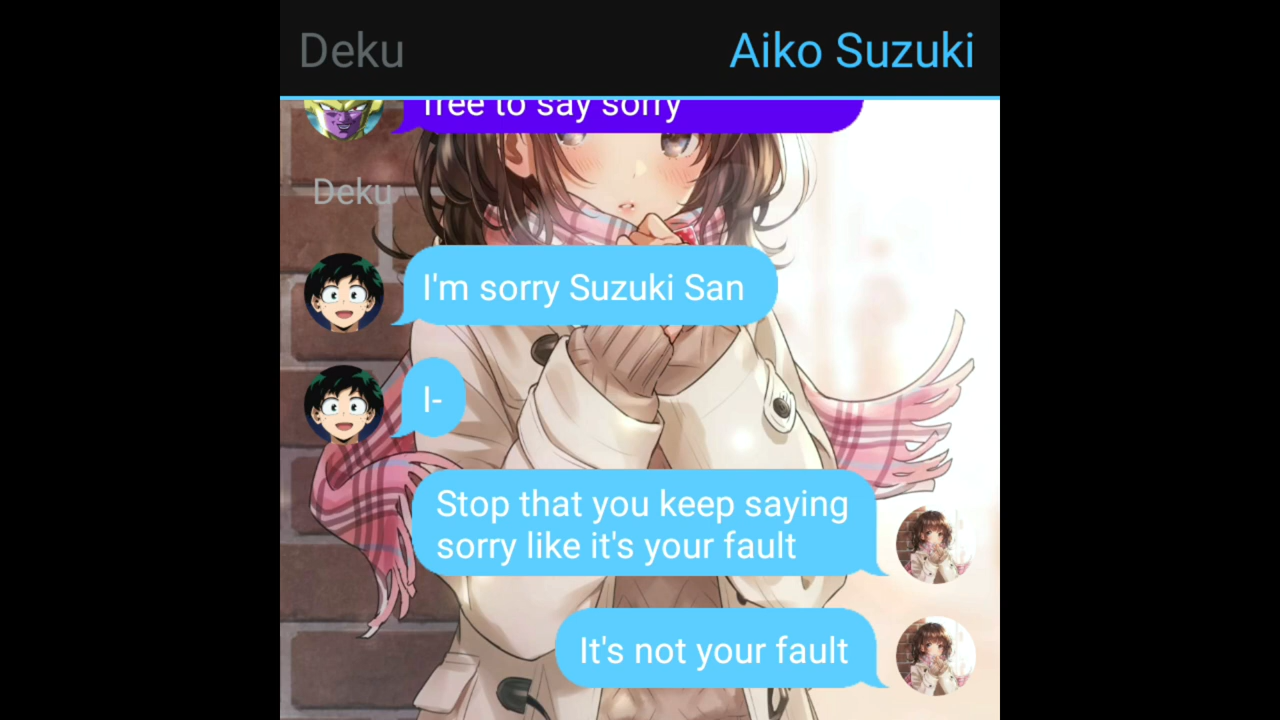 Deku
Aiko Suzuki
free to say sorry
Deku
I'm sorry Suzuki San
I-
Stop that you keep saying
sorry like it's your fault
It's not your fault